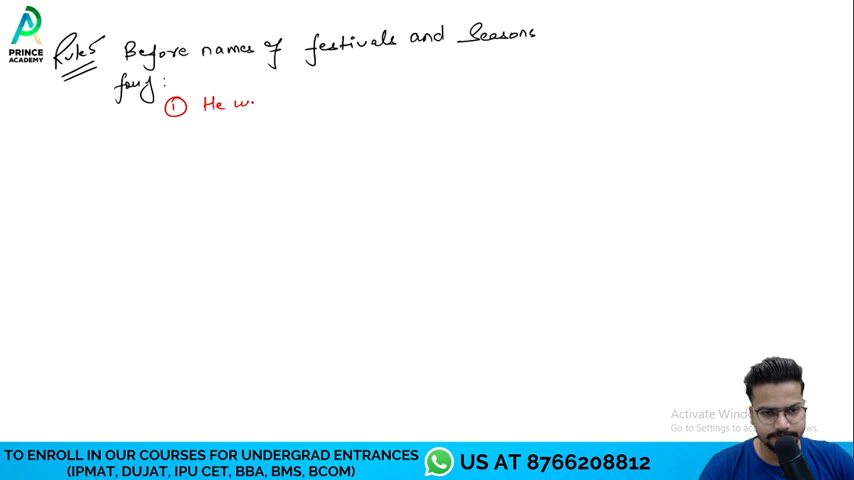 PRINCE
ACADEMY
Rule 5 Before names of festivals and Seasons
① He w.
Activate Wind
Go to Settings to ac ows.
TO ENROLL IN OUR COURSES FOR UNDERGRAD ENTRANCES
(IPMAT, DUJAT, IPU CET, BBA, BMS, BCOM)
US AT 8766208812